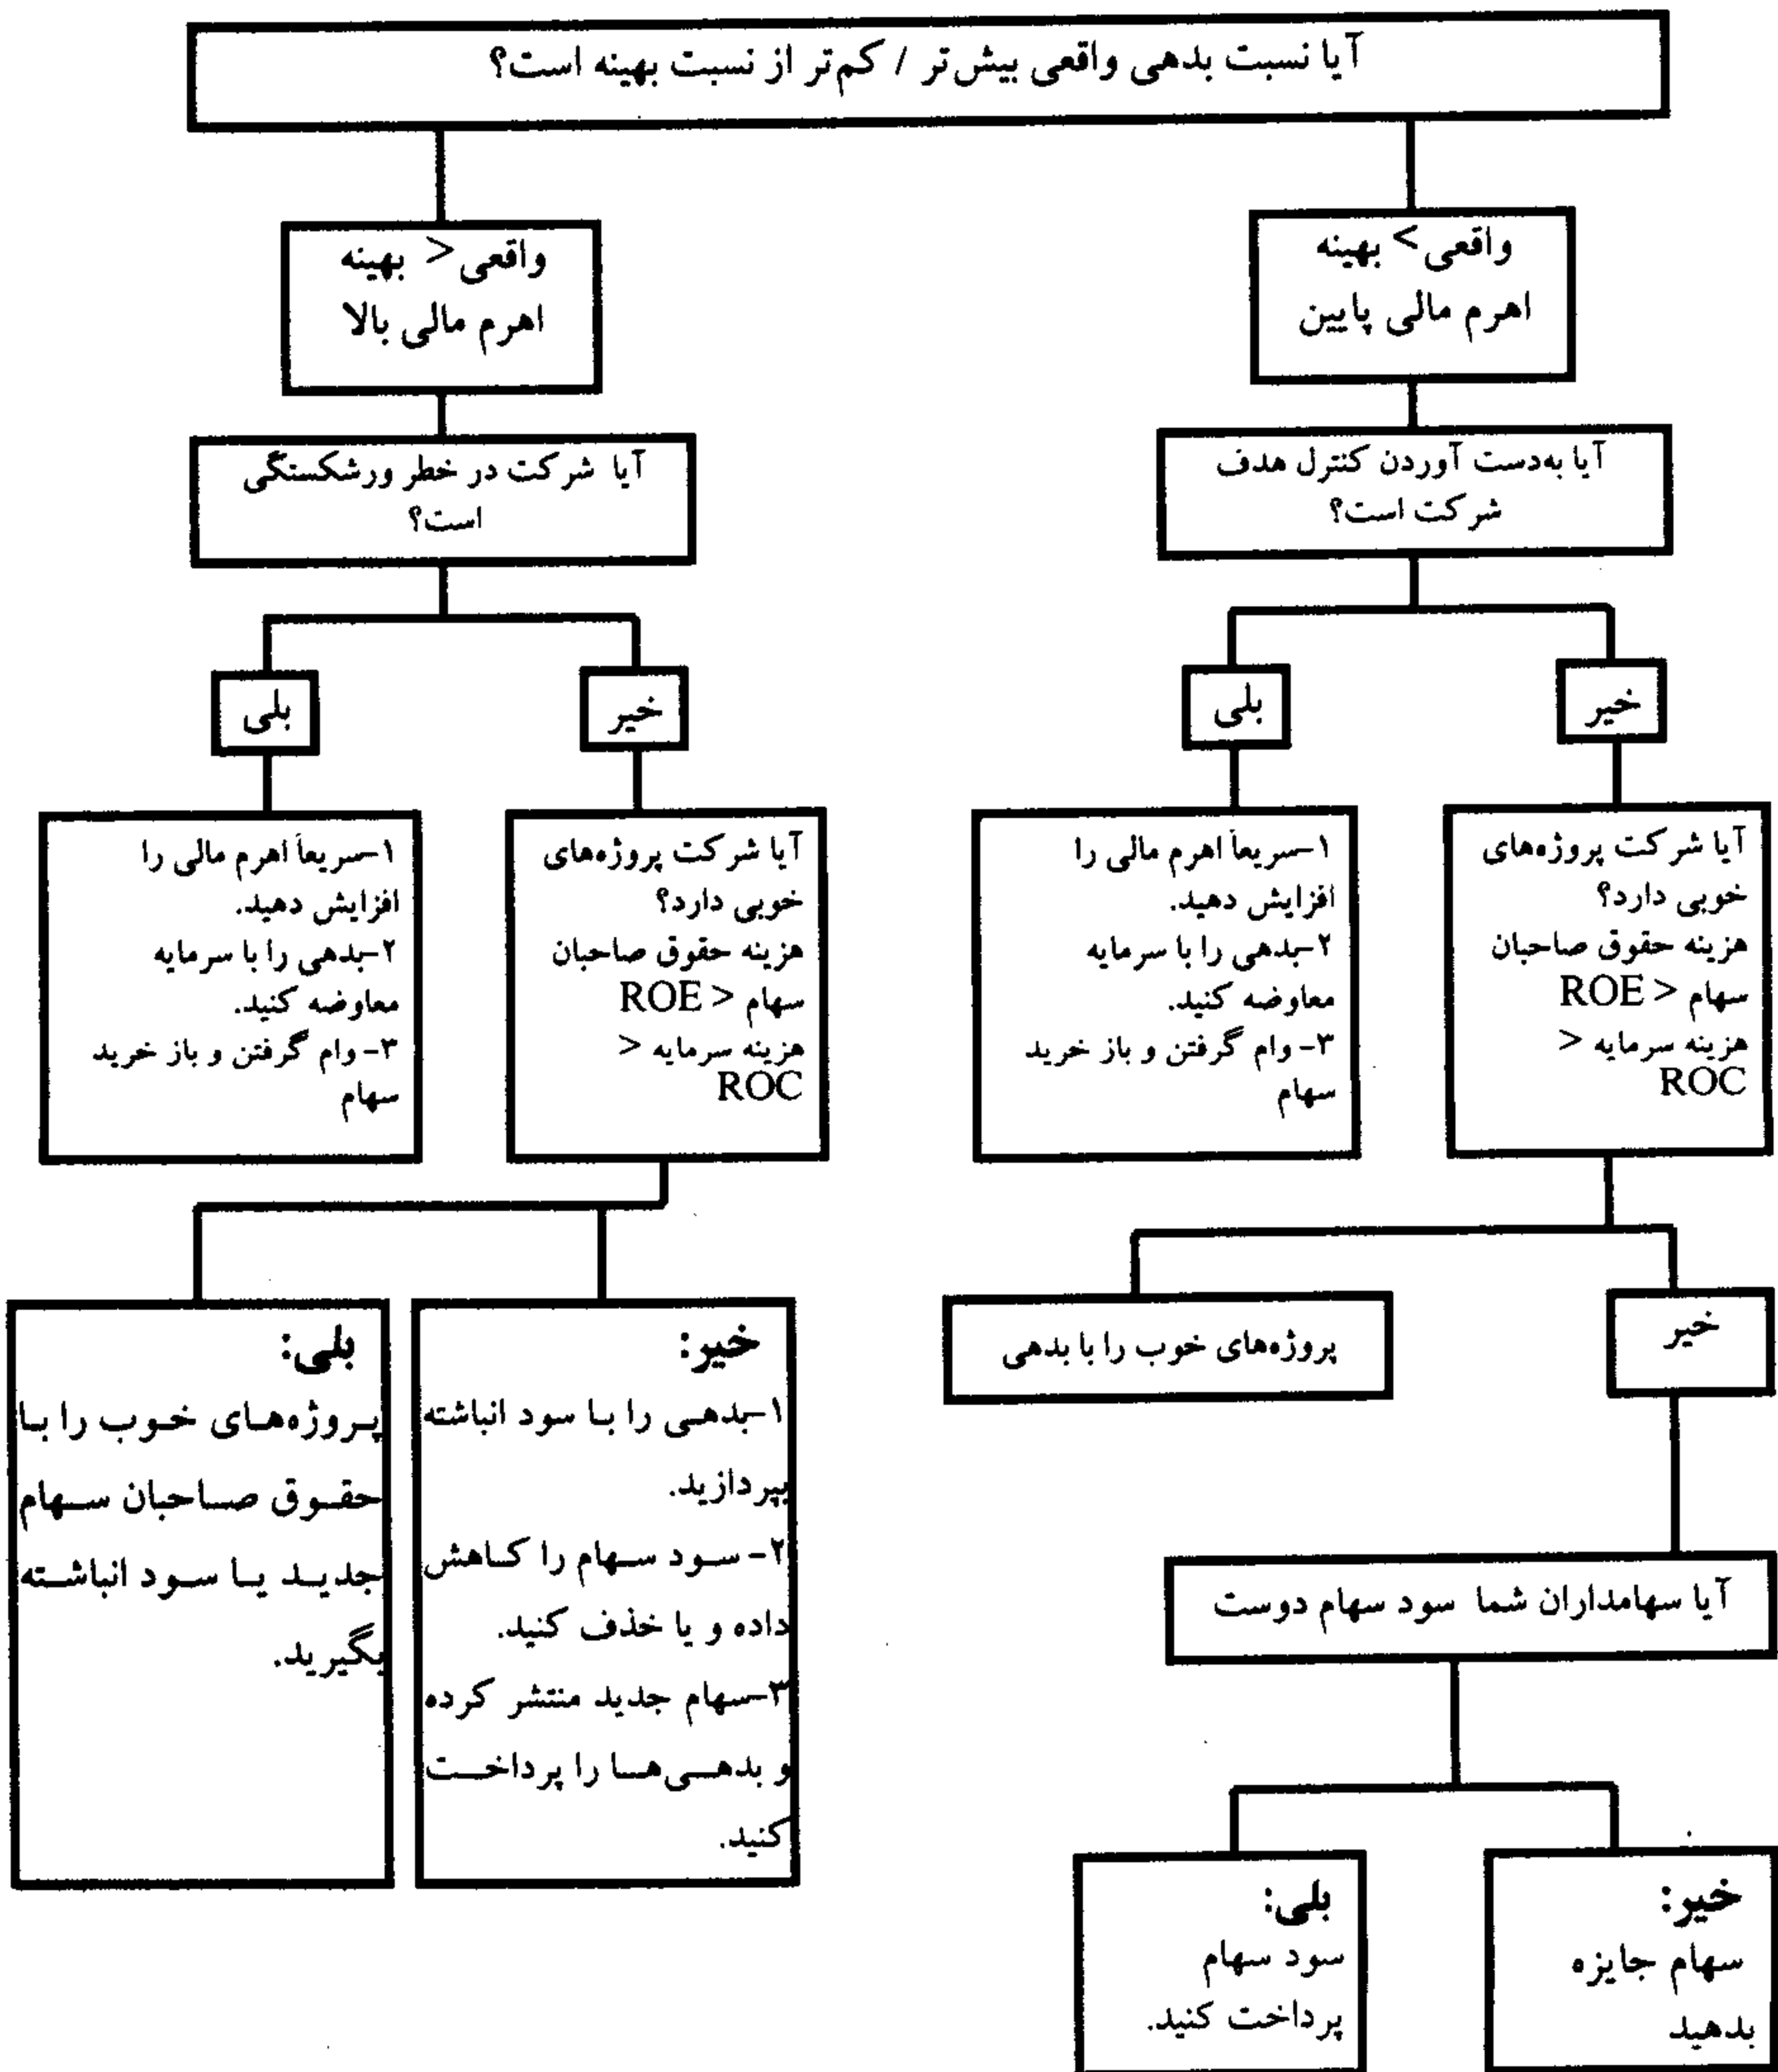 آیا نسبت بدهی واقعی بیش‌تر / کم‌تر از نسبت بهینه است؟
واقعی > بهینه
اهرم مالی پایین
واقعی < بهینه
اهرم مالی بالا
آیا به‌دست آوردن کنترل هدف
شرکت است؟
آیا شرکت در خطر ورشکستگی
است؟
خیر
بلی
خیر
بلی
آیا شرکت پروژه‌های
خوبی دارد؟
هزینه حقوق صاحبان
سهام < ROE
هزینه سرمایه <
ROC
۱-سریعاً اهرم مالی را
افزایش دهید.
۲-بدهی را با سرمایه
معاوضه کنید.
۳- وام گرفتن و باز خرید
سهام
آیا شرکت پروژه‌های
خوبی دارد؟
هزینه حقوق صاحبان
سهام < ROE
هزینه سرمایه <
ROC
۱-سریعاً اهرم مالی را
افزایش دهید.
۲-بدهی را با سرمایه
معاوضه کنید.
۳- وام گرفتن و باز خرید
سهام
خیر
پروژه‌های خوب را با بدهی
خیر:
۱-بدهی را با سود انباشته
بپردازید.
۲- سود سهام را کاهش
داده و یا خذف کنید.
۳-سهام جدید منتشر کرده
و بدهی‌ها را پرداخت
کنید.
بلی:
پروژه‌های خوب را با
حقوق صاحبان سهام
جدید یا سود انباشته
بگیرید.
آیا سهامداران شما سود سهام دوست
خیر:
سهام جایزه
بدهید
بلی:
سود سهام
پرداخت کنید.